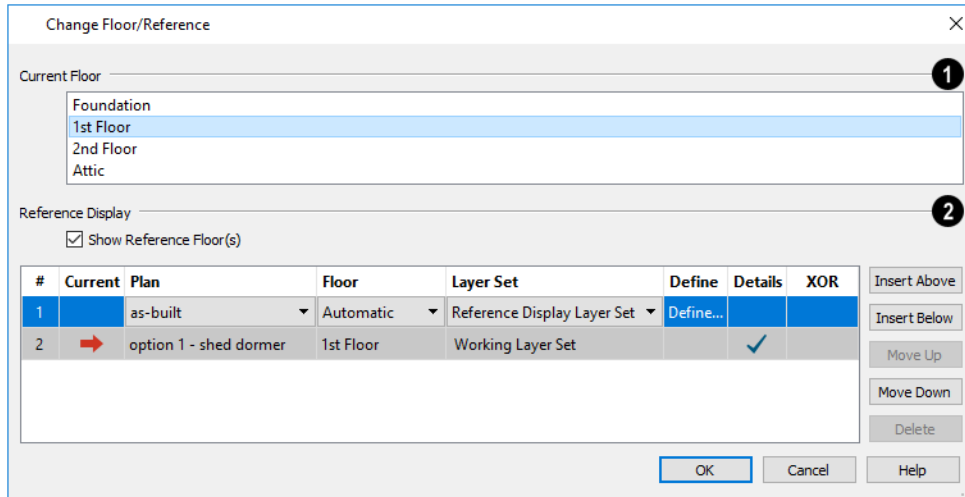 Change Floor/Reference
Current Floor
1
Foundation
1st Floor
2nd Floor
Attic
Reference Display
2
Show Reference Floor(s)
# Current Plan Floor Layer Set Define Details XOR
Insert Above
1 as-built Automatic Reference Display Layer Set Define...
Insert Below
2 option 1 - shed dormer 1st Floor Working Layer Set
Move Up
Move Down
Delete
OK Cancel Help